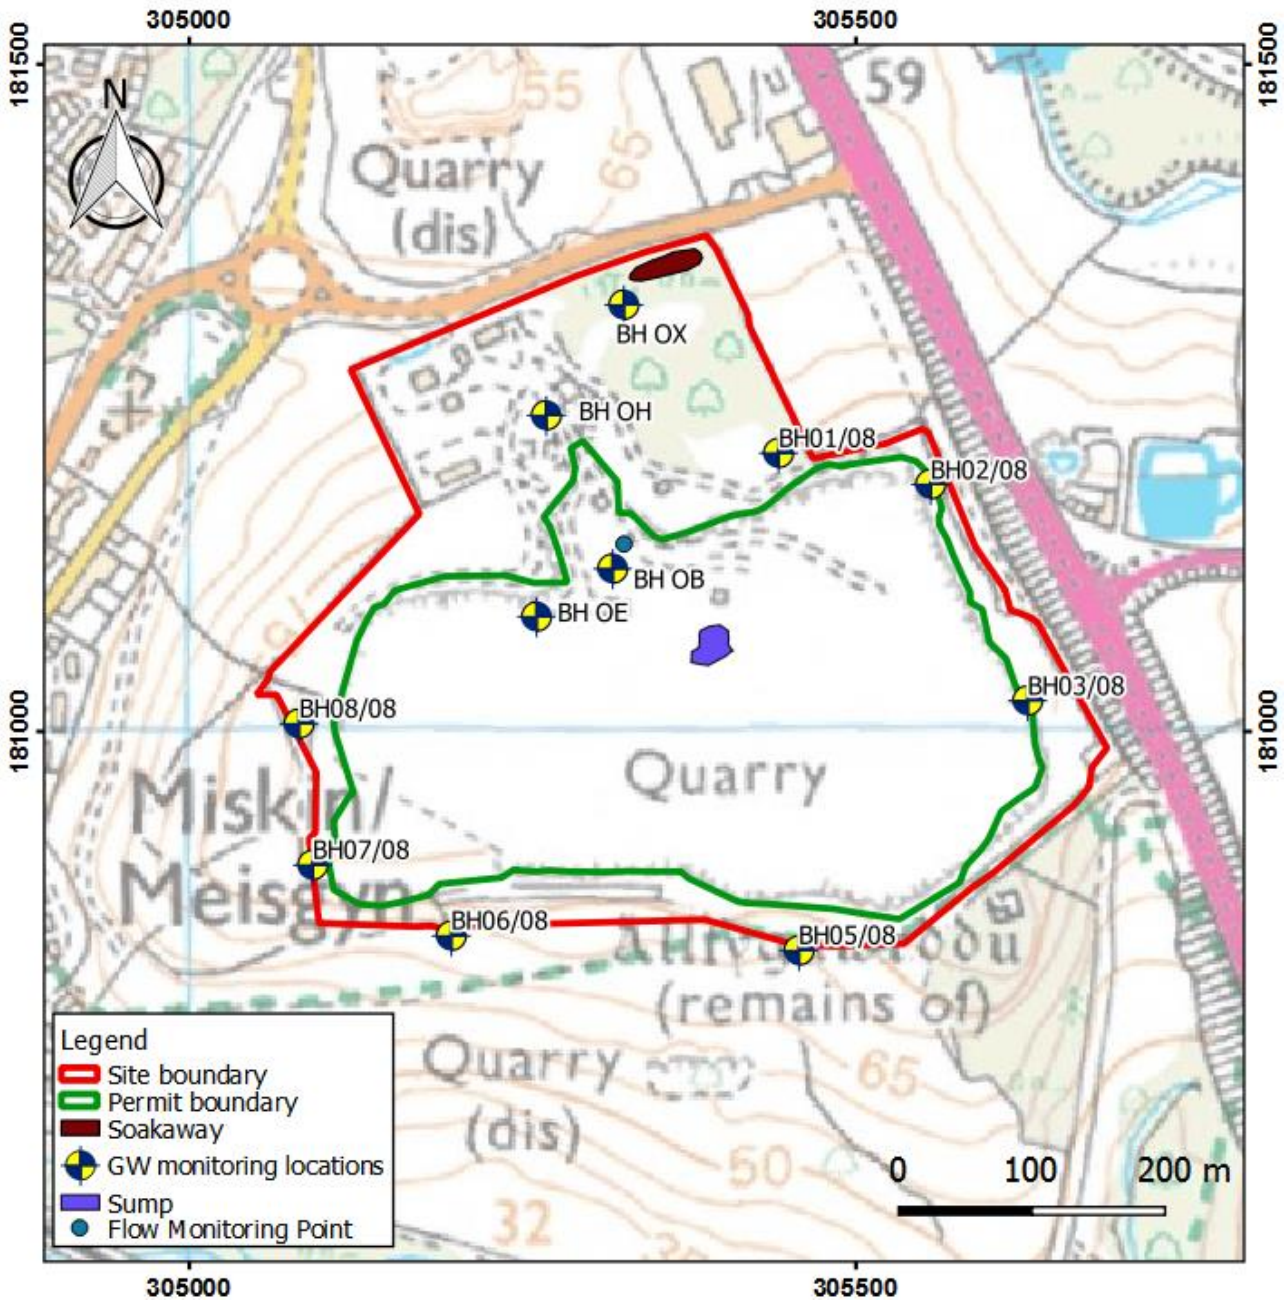 305000
305500
181500
181500
N
59
55
65
Quarry
(dis)
BH OX
BH OH
BH01/08
BH02/08
BH OB
BH OE
BH03/08
BH08/08
181000
181000
Quarry
Miskin/
Meisgyn
BH07/08
BH06/08
BH05/08
(remains of)
Quarry
(dis)
65
50
32
Legend
Site boundary
Permit boundary
Soakaway
GW monitoring locations
Sump
Flow Monitoring Point
0
100
200 m
305000
305500